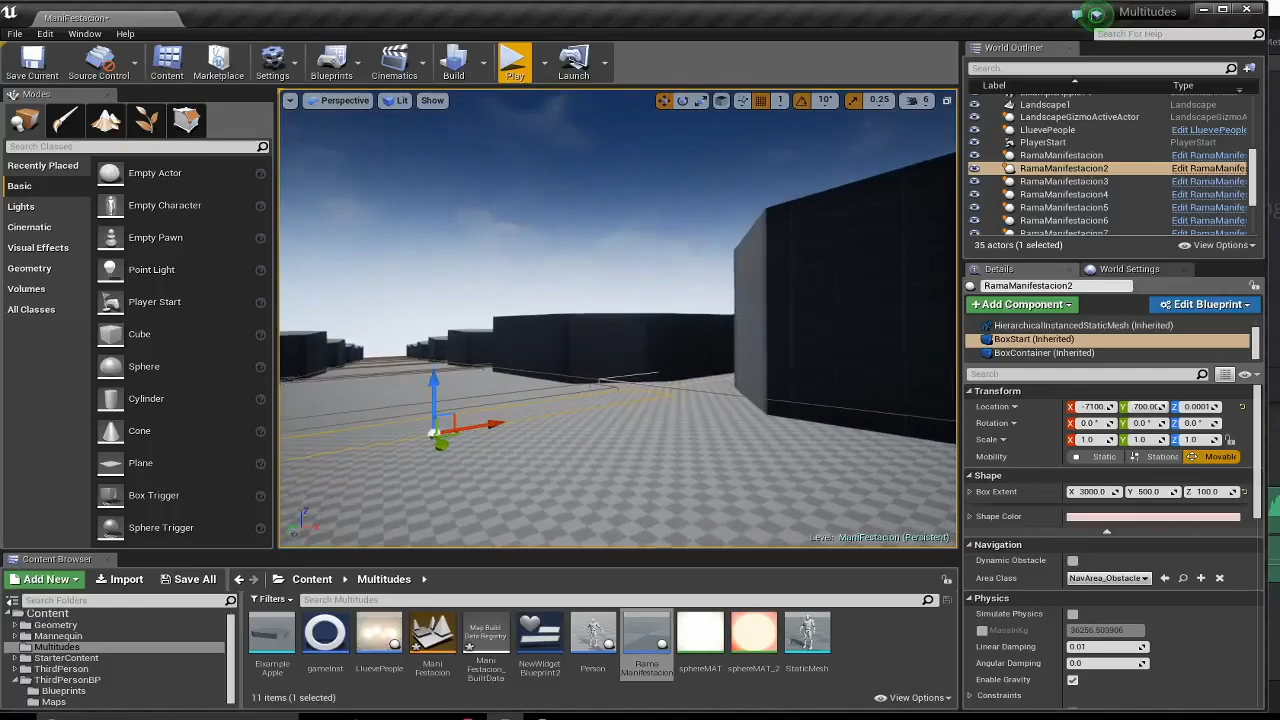 ManiFestacion•
Multitudes
File
Edit
Window
Help
Search For Help
Save Current
Source Control
Content
Marketplace
Settings
Blueprints
Cinematics
Build
Play
Launch
World Outliner
Search...
Label
Type
Landscape1
Landscape
LandscapeGizmoActiveActor
LandscapeGizmoA
LluevePeople
Edit LluevePeople
PlayerStart
PlayerStart
RamaManifestacion
Edit RamaManife
RamaManifestacion2
Edit RamaManife
RamaManifestacion3
Edit RamaManife
RamaManifestacion4
Edit RamaManife
RamaManifestacion5
Edit RamaManife
RamaManifestacion6
Edit RamaManife
RamaManifestacion7
35 actors (1 selected)
View Options
Modes
Search Classes
Recently Placed
Basic
Lights
Cinematic
Visual Effects
Geometry
Volumes
All Classes
Empty Actor
Empty Character
Empty Pawn
Point Light
Player Start
Cube
Sphere
Cylinder
Cone
Plane
Box Trigger
Sphere Trigger
Perspective
Lit
Show
10
10°
0.25
6
Level: ManiFestacion (Persistent)
Details
World Settings
RamaManifestacion2
+ Add Component
Edit Blueprint
HierarchicalInstancedStaticMesh (Inherited)
BoxStart (Inherited)
BoxContainer (Inherited)
Search
Transform
Location
X -7100.
Y 700.00
Z 0.0001
Rotation
X 0.0°
Y 0.0°
Z 0.0°
Scale
X 1.0
Y 1.0
Z 1.0
Mobility
Static
Stationa
Movable
Shape
Box Extent
X 3000.0
Y 500.0
Z 100.0
Shape Color
Navigation
Dynamic Obstacle
Area Class
NavArea_Obstacle
Physics
Simulate Physics
MassInKg
36256.503906
Linear Damping
0.01
Angular Damping
0.0
Enable Gravity
Constraints
Content Browser
Add New
Import
Save All
Content
Multitudes
Search Folders
Filters
Search Multitudes
Content
Geometry
Mannequin
Multitudes
StarterContent
ThirdPerson
ThirdPersonBP
Blueprints
Maps
Example Apple
gameInst
LluevePeople
Mani Festacion
Map Build Data Registry
Mani Festacion_ BuiltData
NewWidget Blueprint2
Person
Rama Manifestacion
sphereMAT
sphereMAT_2
StaticMesh
11 items (1 selected)
View Options